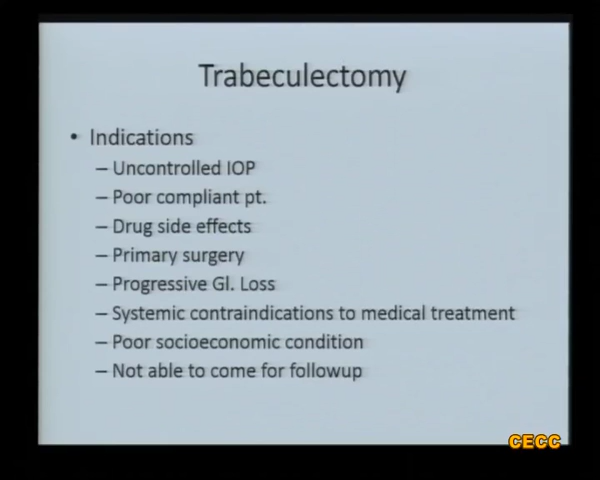 Trabeculectomy
• Indications
– Uncontrolled IOP
– Poor compliant pt.
– Drug side effects
– Primary surgery
– Progressive Gl. Loss
– Systemic contraindications to medical treatment
– Poor socioeconomic condition
– Not able to come for followup
CECC